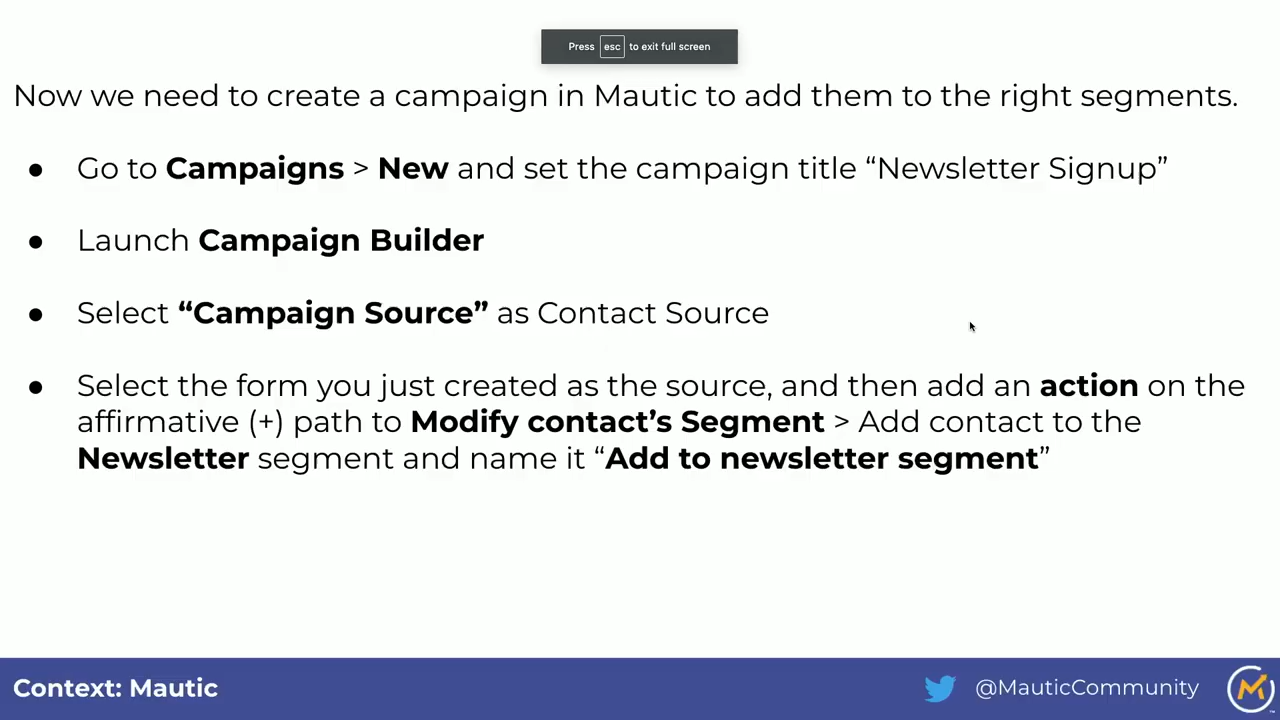 Press esc to exit full screen
Now we need to create a campaign in Mautic to add them to the right segments.
● Go to Campaigns > New and set the campaign title “Newsletter Signup”
● Launch Campaign Builder
● Select “Campaign Source” as Contact Source
● Select the form you just created as the source, and then add an action on the
affirmative (+) path to Modify contact’s Segment > Add contact to the
Newsletter segment and name it “Add to newsletter segment”
Context: Mautic
@MauticCommunity